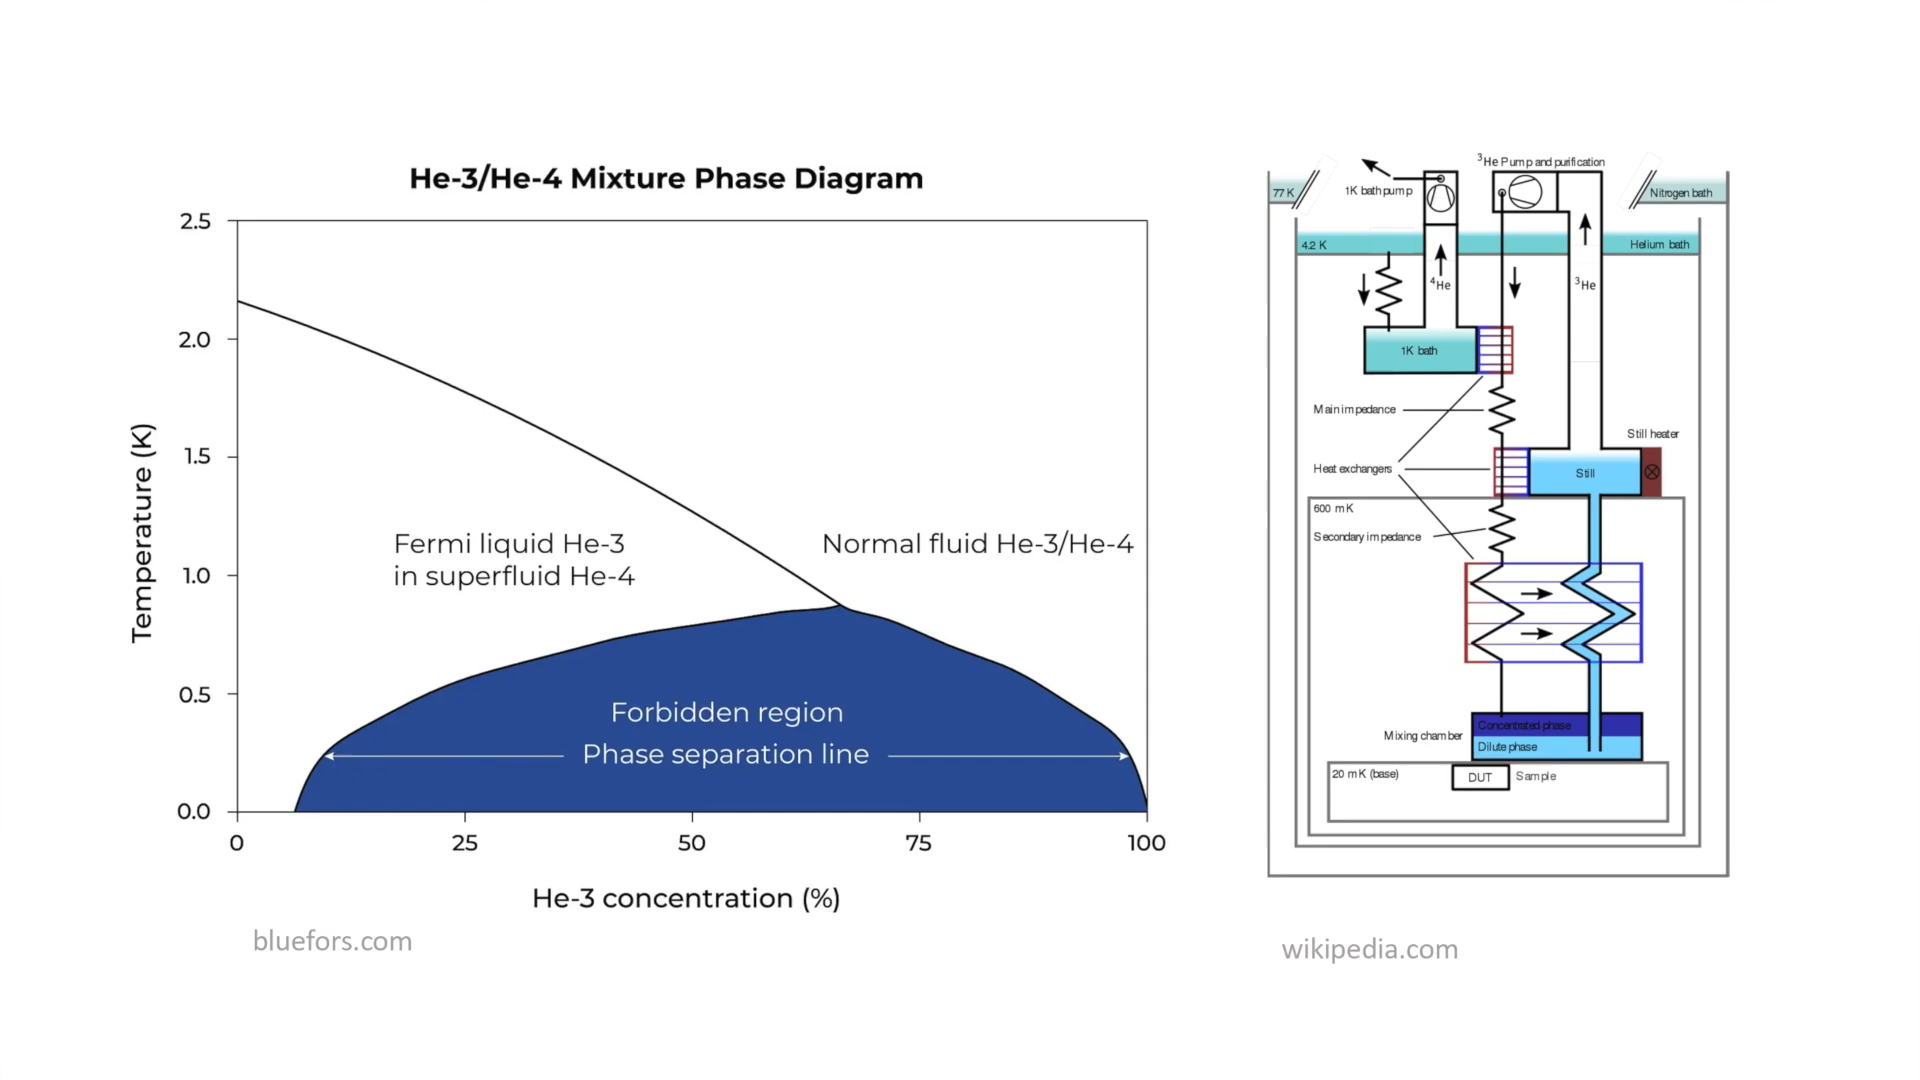 He-3/He-4 Mixture Phase Diagram
2.5
2.0
1.5
1.0
0.5
0.0
Temperature (K)
Fermi liquid He-3
in superfluid He-4
Normal fluid He-3/He-4
Forbidden region
Phase separation line
0
25
50
75
100
He-3 concentration (%)
bluefors.com
³He Pump and purification
77 K
1K bath pump
Nitrogen bath
4.2 K
Helium bath
⁴He
³He
1K bath
Main impedance
Still heater
Heat exchangers
Still
600 mK
Secondary impedance
Concentrated phase
Mixing chamber
Dilute phase
20 mK (base)
DUT
Sample
wikipedia.com